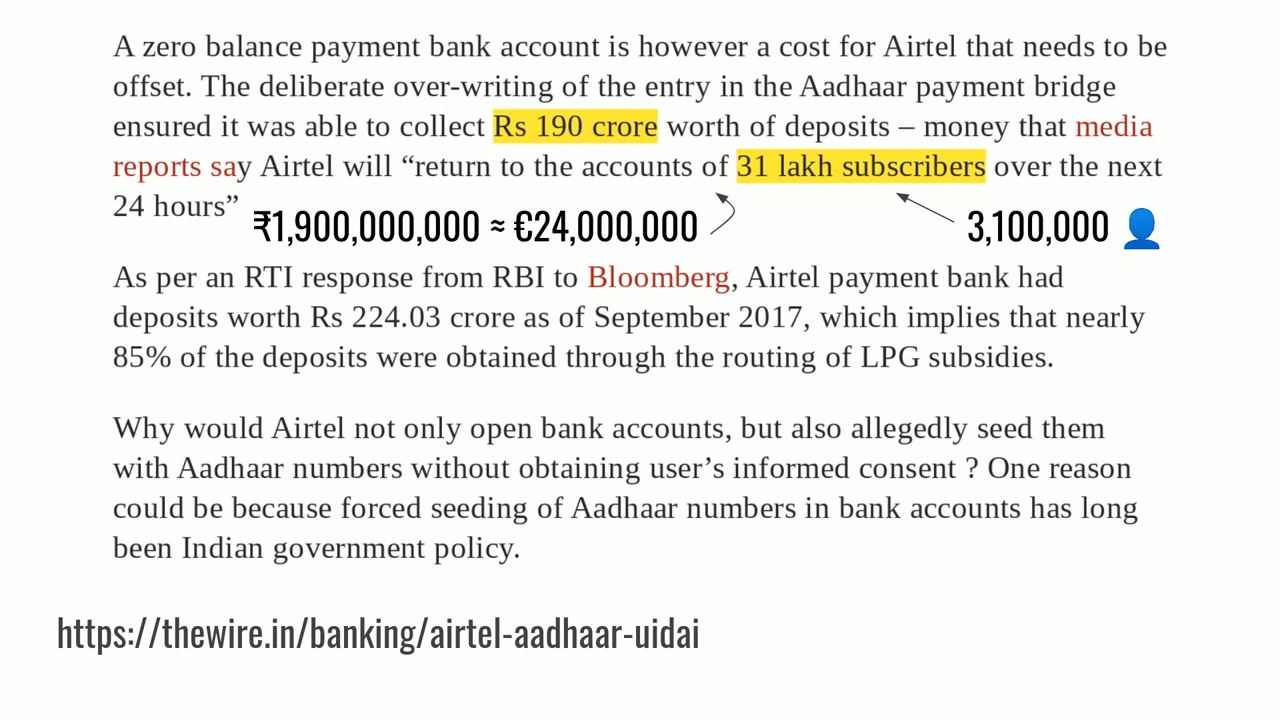 A zero balance payment bank account is however a cost for Airtel that needs to be
offset. The deliberate over-writing of the entry in the Aadhaar payment bridge
ensured it was able to collect Rs 190 crore worth of deposits – money that media
reports say Airtel will “return to the accounts of 31 lakh subscribers over the next
24 hours”
₹1,900,000,000 ≈ €24,000,000
3,100,000 👤
As per an RTI response from RBI to Bloomberg, Airtel payment bank had
deposits worth Rs 224.03 crore as of September 2017, which implies that nearly
85% of the deposits were obtained through the routing of LPG subsidies.
Why would Airtel not only open bank accounts, but also allegedly seed them
with Aadhaar numbers without obtaining user’s informed consent ? One reason
could be because forced seeding of Aadhaar numbers in bank accounts has long
been Indian government policy.
https://thewire.in/banking/airtel-aadhaar-uidai